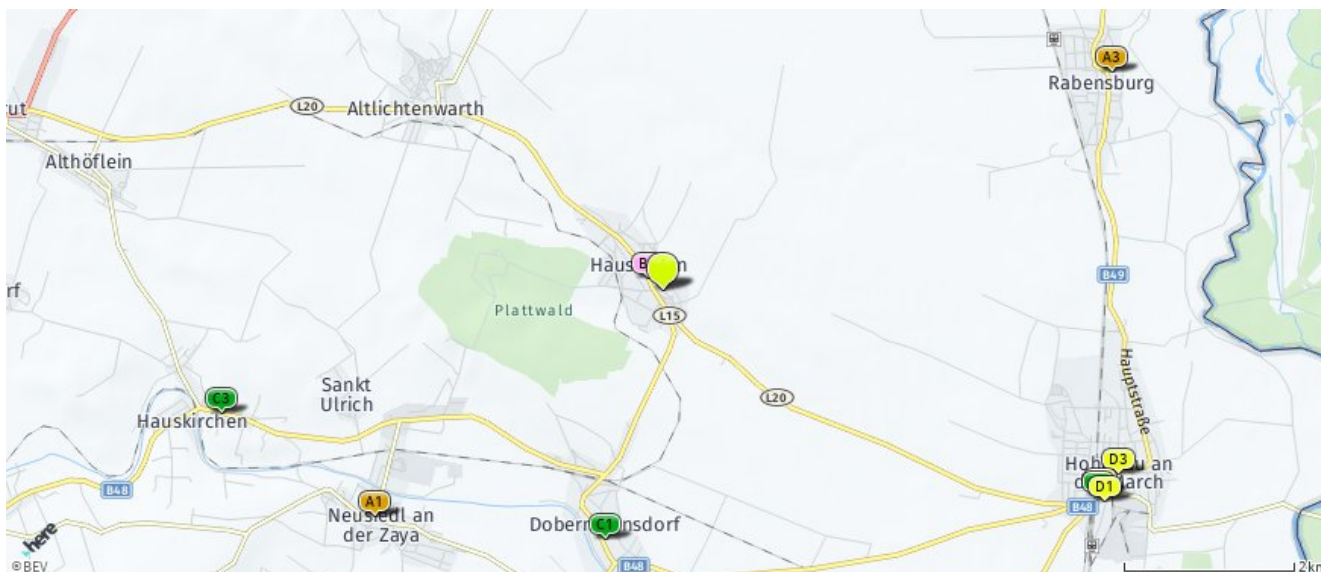 A3
Rabensburg
L20
Altlichtenwarth
Althöflein
B49
Plattwald
L15
Hauptstraße
Sankt
Ulrich
C3
Hauskirchen
L20
D3
D1
B48
A1
Neusiedl an
der Zaya
C1
B48
B48
here
©BEV
2km